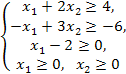 x₁ + 2x₂ ≥ 4,
−x₁ + 3x₂ ≥ −6,
x₁ − 2 ≥ 0,
x₁ ≥ 0, x₂ ≥ 0